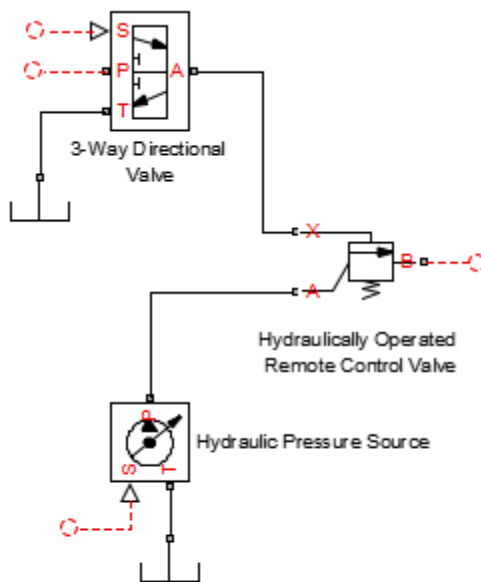 S
P A
T
3-Way Directional
Valve
X
A
B
Hydraulically Operated
Remote Control Valve
P
S T
Hydraulic Pressure Source